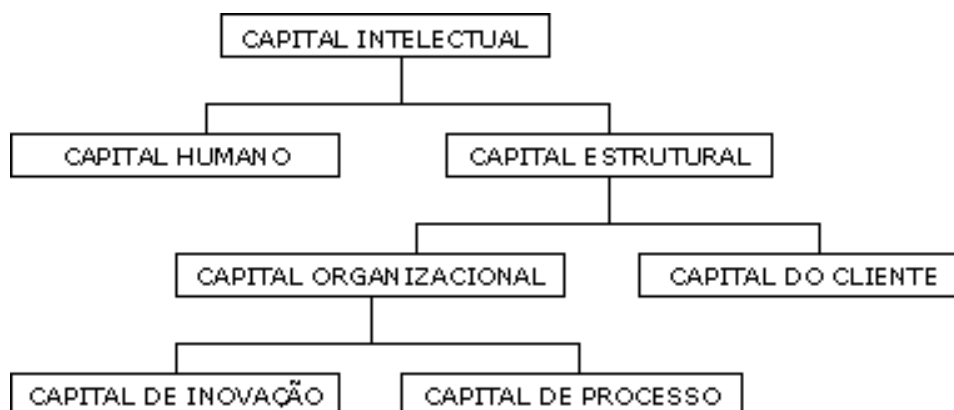 CAPITAL INTELECTUAL
CAPITAL HUMANO
CAPITAL ESTRUTURAL
CAPITAL ORGANIZACIONAL
CAPITAL DO CLIENTE
CAPITAL DE INOVAÇÃO
CAPITAL DE PROCESSO